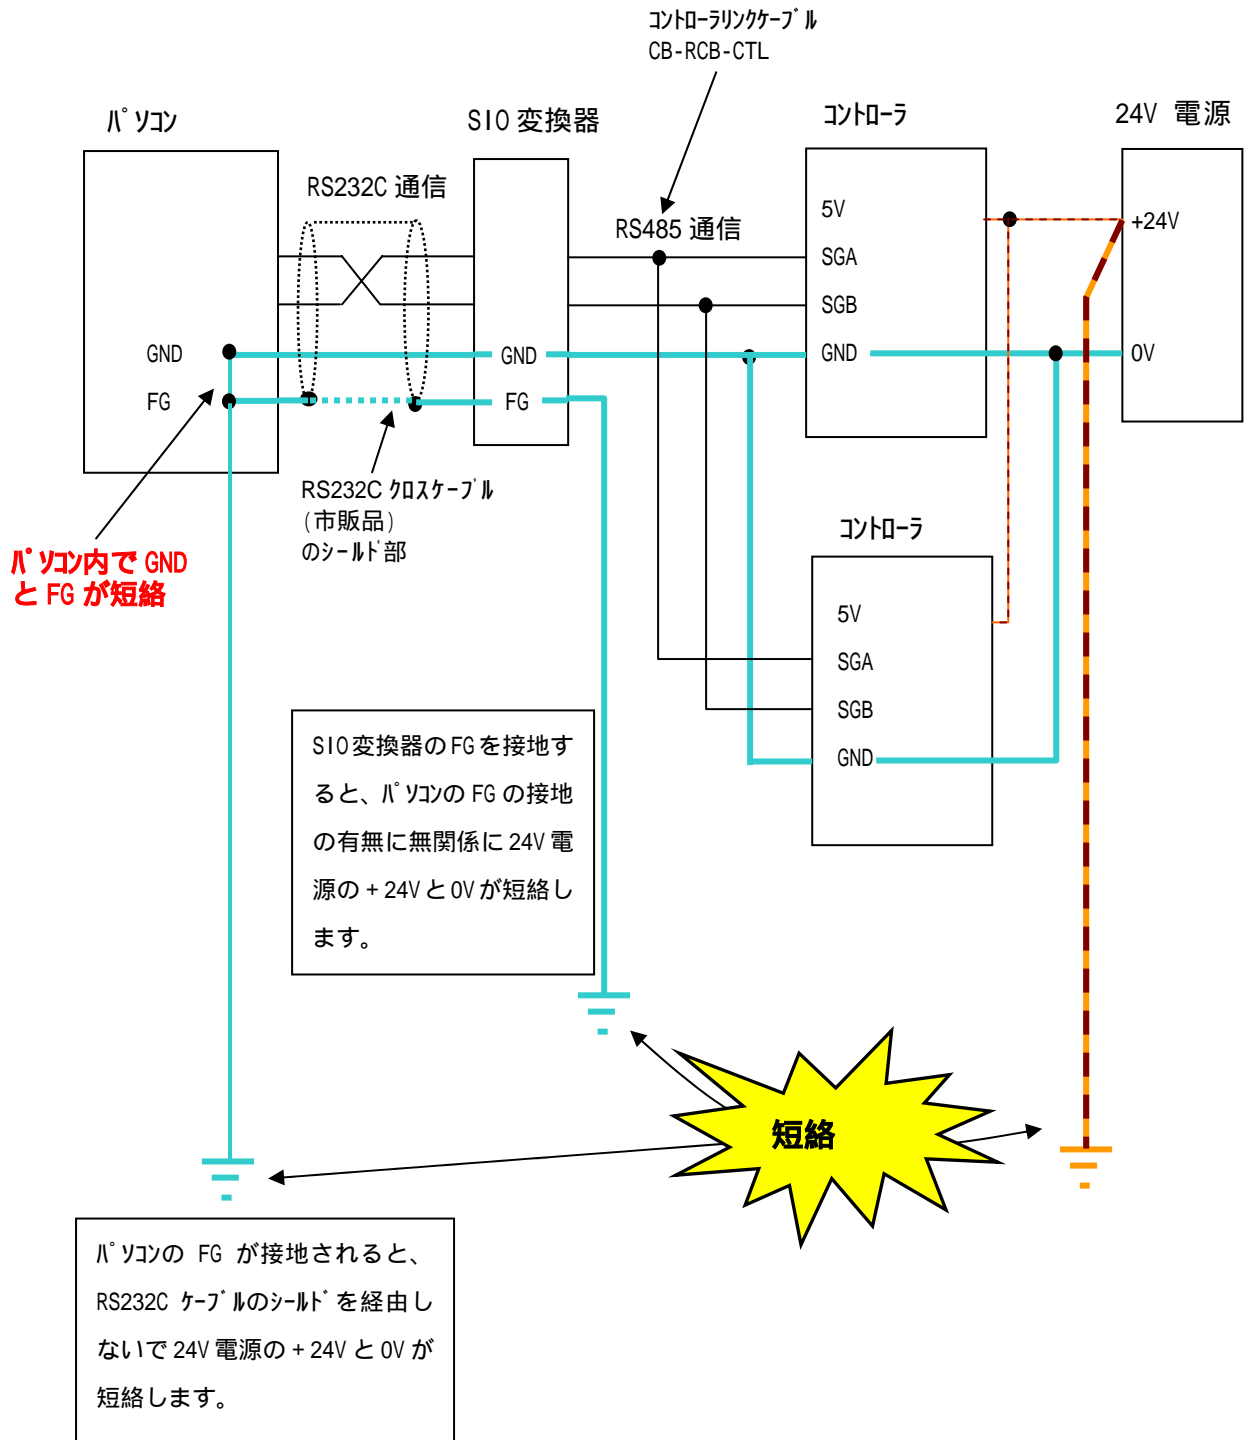 コントローラリンクケーブル
CB-RCB-CTL
パソコン
SIO変換器
コントローラ
24V 電源
RS232C 通信
RS485 通信
5V
SGA
SGB
GND
+24V
0V
GND
FG
GND
FG
RS232C クロスケーブル
(市販品)
のシールド部
パソコン内で GND
と FG が短絡
コントローラ
5V
SGA
SGB
GND
SIO変換器のFGを接地す
ると、パソコンの FG の接地
の有無に無関係に 24V 電
源の+24Vと0Vが短絡し
ます。
短絡
パソコンの FG が接地されると、
RS232C ケーブルのシールドを経由し
ないで 24V 電源の+24V と 0V が
短絡します。